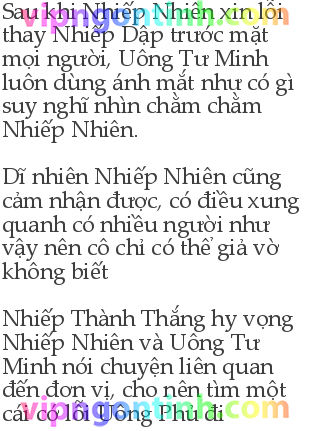 Sau khi Nhiếp Nhiên xin lỗi
thay Nhiếp Dập trước mặt
mọi người, Uông Tư Minh
luôn dùng ánh mắt như có gì
suy nghĩ nhìn chằm chằm
Nhiếp Nhiên.
Dĩ nhiên Nhiếp Nhiên cũng
cảm nhận được, có điều xung
quanh có nhiều người như
vậy nên cô chỉ có thể giả vờ
không biết
Nhiếp Thành Thắng hy vọng
Nhiếp Nhiên và Uông Tư
Minh nói chuyện liên quan
đến đơn vị, cho nên tìm một
cái cớ lôi Uông Phu đi
vipngontinh.com
vipngontinh.com